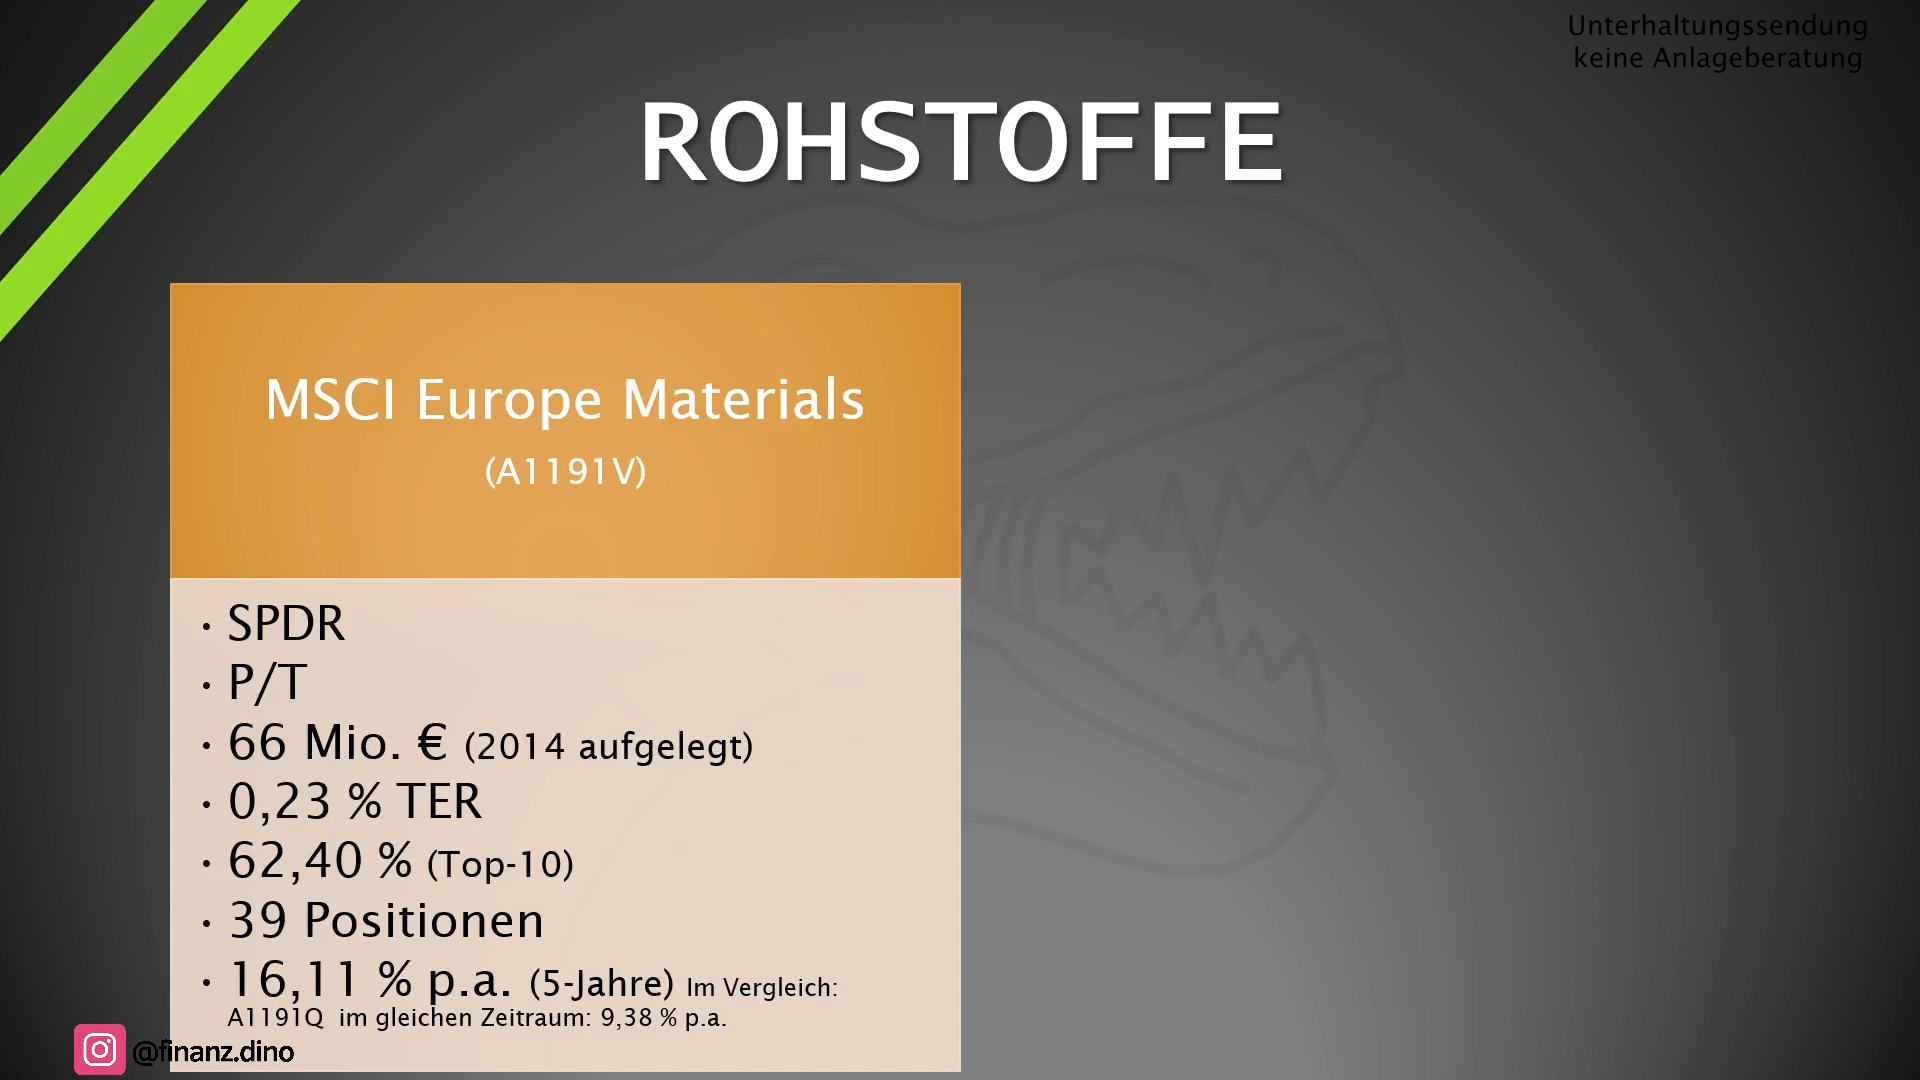 Unterhaltungssendung
keine Anlageberatung
ROHSTOFFE
MSCI Europe Materials
(A1191V)
• SPDR
• P/T
• 66 Mio. € (2014 aufgelegt)
• 0,23 % TER
• 62,40 % (Top-10)
• 39 Positionen
• 16,11 % p.a. (5-Jahre) Im Vergleich:
A1191Q im gleichen Zeitraum: 9,38 % p.a.
@finanz.dino